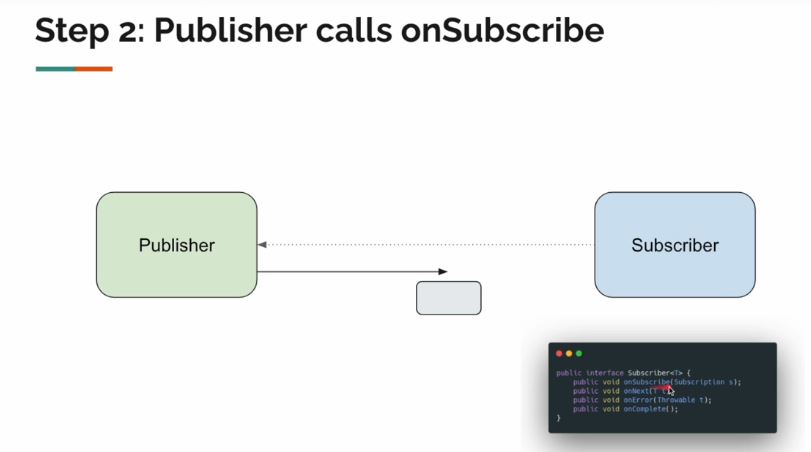 Step 2: Publisher calls onSubscribe
Publisher
Subscriber
public interface Subscriber<T> {
public void onSubscribe(Subscription s);
public void onNext(T
public void onError(Throwable t);
public void onComplete();
}